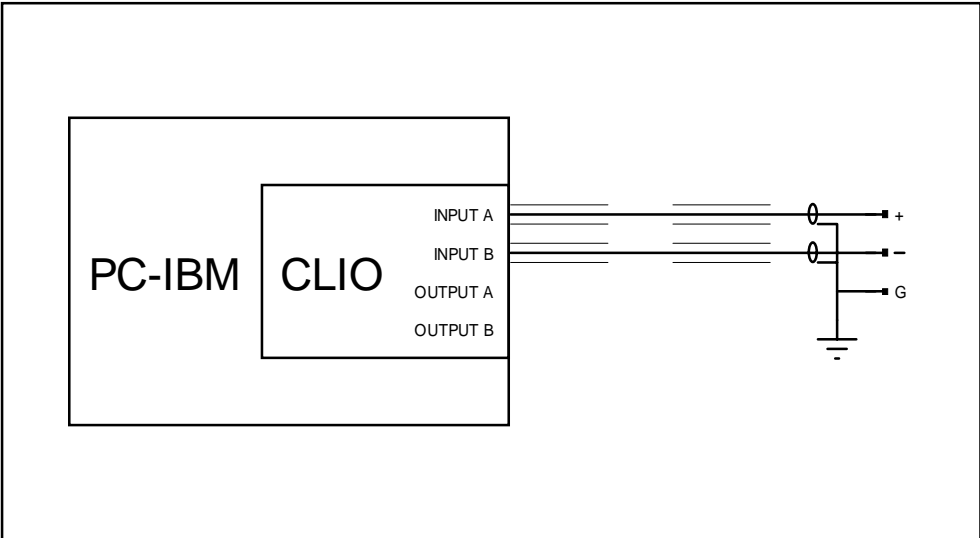 PC-IBM
CLIO
INPUT A
INPUT B
OUTPUT A
OUTPUT B
+
−
G